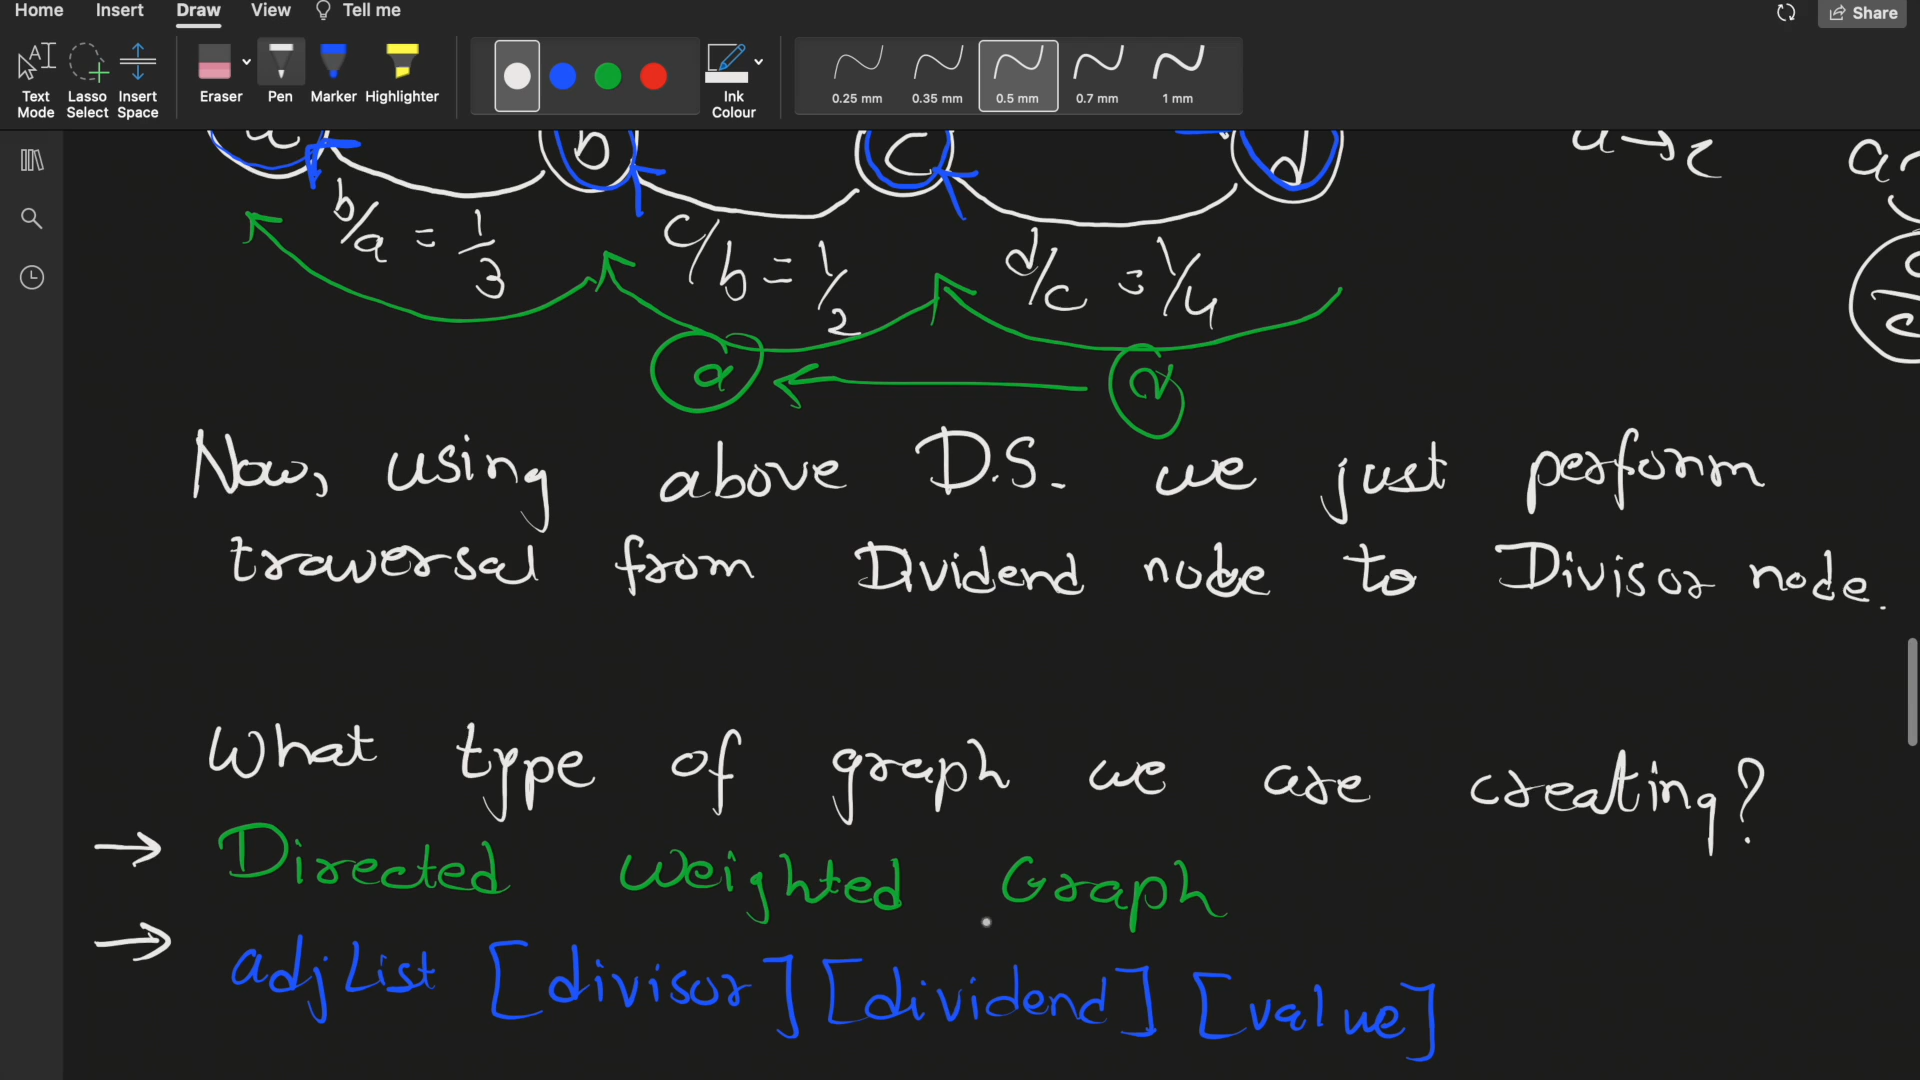 Home Insert Draw View Tell me Share
Text Mode Lasso Select Insert Space Eraser Pen Marker Highlighter Ink Colour 0.25 mm 0.35 mm 0.5 mm 0.7 mm 1 mm
a b c d a→c
b/a = 1/3 c/b = 1/2 d/c = 1/4
a
Now, using above D.S. we just perform
traversal from Dividend node to Divisor node.
What type of graph we are creating?
→ Directed Weighted Graph
→ adjList [divisor] [dividend] [value]